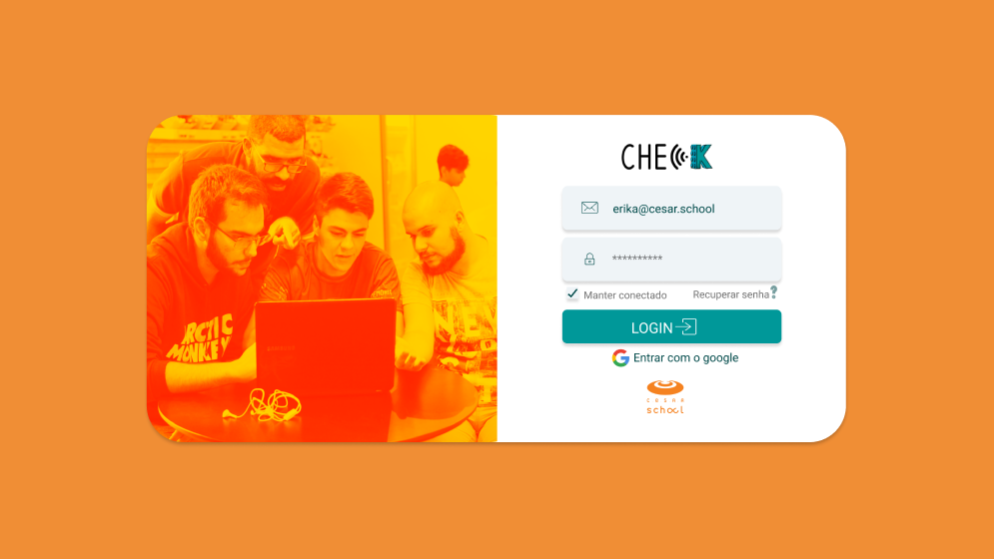 ARCTIC
MONKEY
CHECK
erika@cesar.school
**********
Manter conectado
Recuperar senha?
LOGIN
Entrar com o google
cesar
school